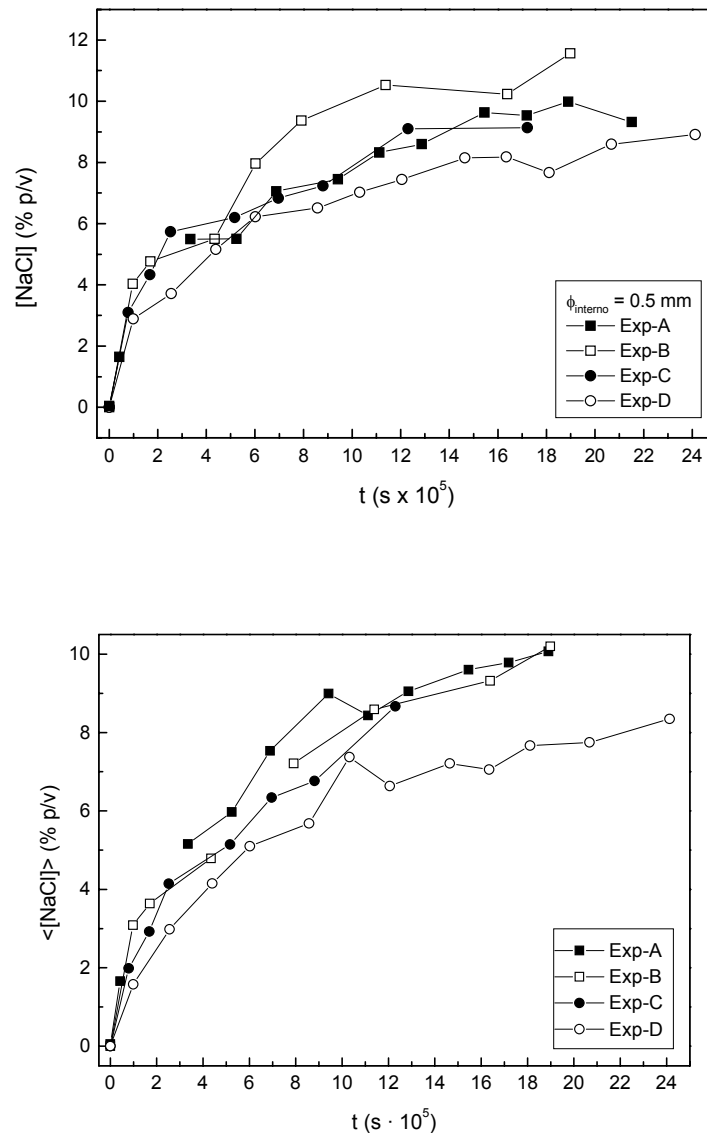 12
10
8
6
4
2
0
[NaCl] (% p/v)
ϕinterno = 0.5 mm
Exp-A
Exp-B
Exp-C
Exp-D
0 2 4 6 8 10 12 14 16 18 20 22 24
t (s x 10⁵)
10
8
6
4
2
0
<[NaCl]> (% p/v)
Exp-A
Exp-B
Exp-C
Exp-D
0 2 4 6 8 10 12 14 16 18 20 22 24
t (s · 10⁵)